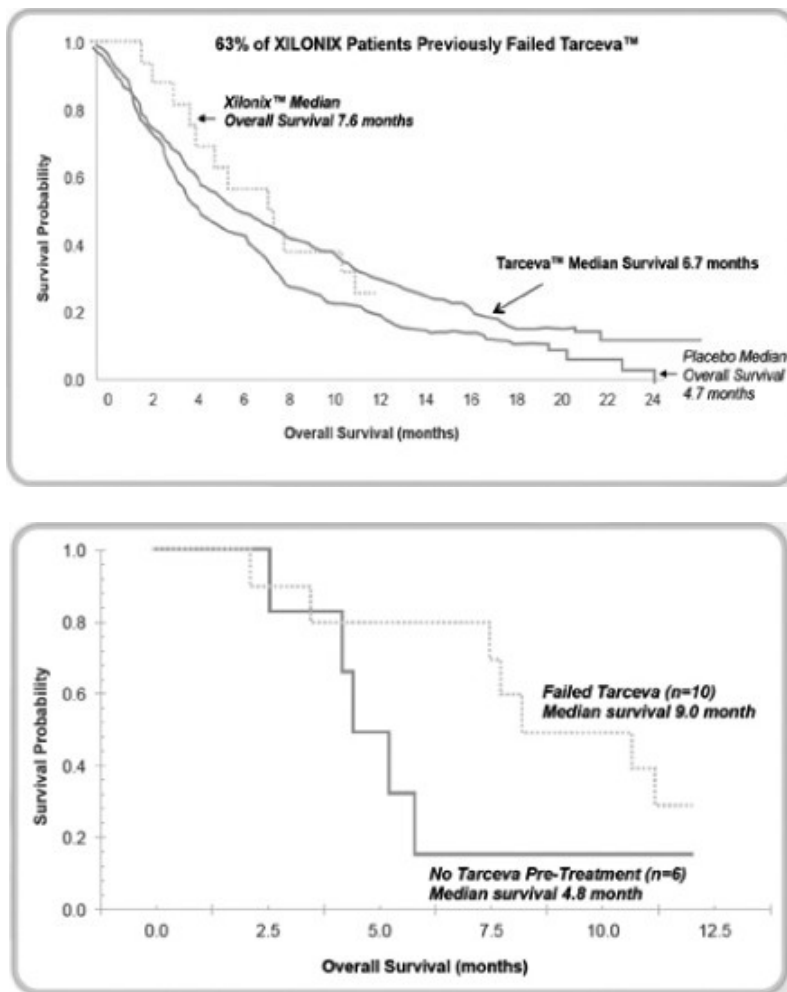 63% of XILONIX Patients Previously Failed Tarceva™
1.0
0.8
0.6
0.4
0.2
0.0
Survival Probability
Xilonix™ Median
Overall Survival 7.6 months
Tarceva™ Median Survival 6.7 months
Placebo Median
Overall Survival
4.7 months
0 2 4 6 8 10 12 14 16 18 20 22 24
Overall Survival (months)
1.0
0.8
0.6
0.4
0.2
0.0
Survival Probability
Failed Tarceva (n=10)
Median survival 9.0 month
No Tarceva Pre-Treatment (n=6)
Median survival 4.8 month
0.0 2.5 5.0 7.5 10.0 12.5
Overall Survival (months)